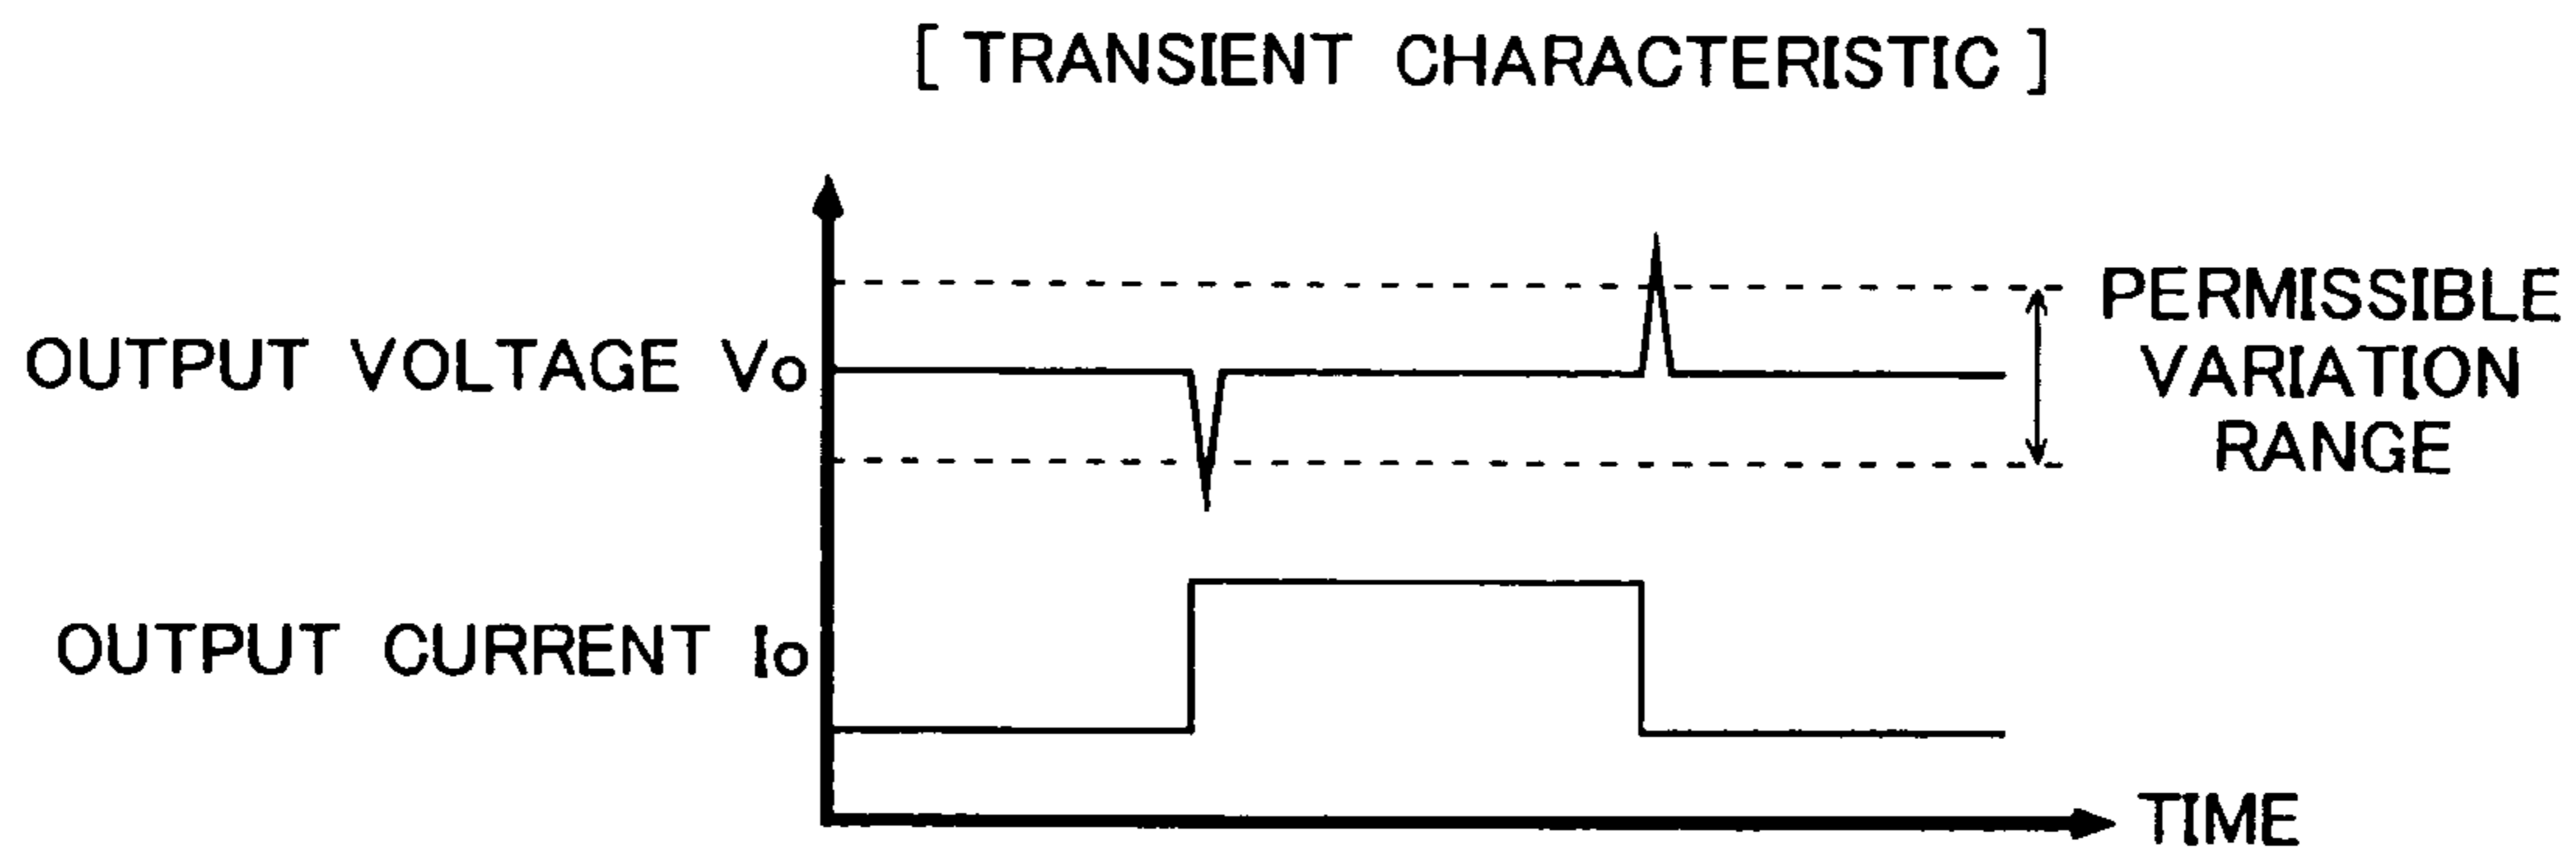 [ TRANSIENT CHARACTERISTIC ]
OUTPUT VOLTAGE Vo
PERMISSIBLE
VARIATION
RANGE
OUTPUT CURRENT Io
TIME